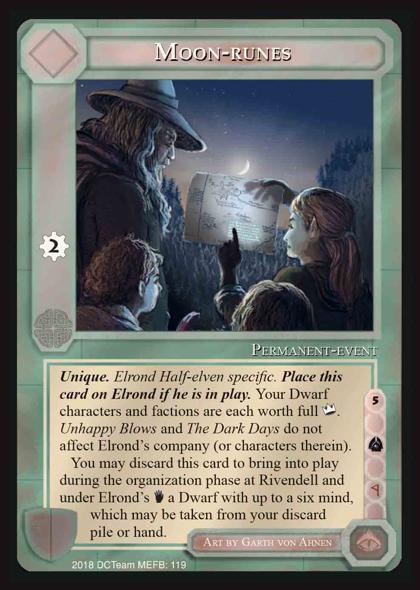 MOON-RUNES
2
PERMANENT-EVENT
Unique. Elrond Half-elven specific. Place this
card on Elrond if he is in play. Your Dwarf
characters and factions are each worth full .
Unhappy Blows and The Dark Days do not
affect Elrond's company (or characters therein).
You may discard this card to bring into play
during the organization phase at Rivendell and
under Elrond's a Dwarf with up to a six mind,
which may be taken from your discard
pile or hand.
5
ART BY GARTH VON AHNEN
2018 DCTeam MEFB: 119